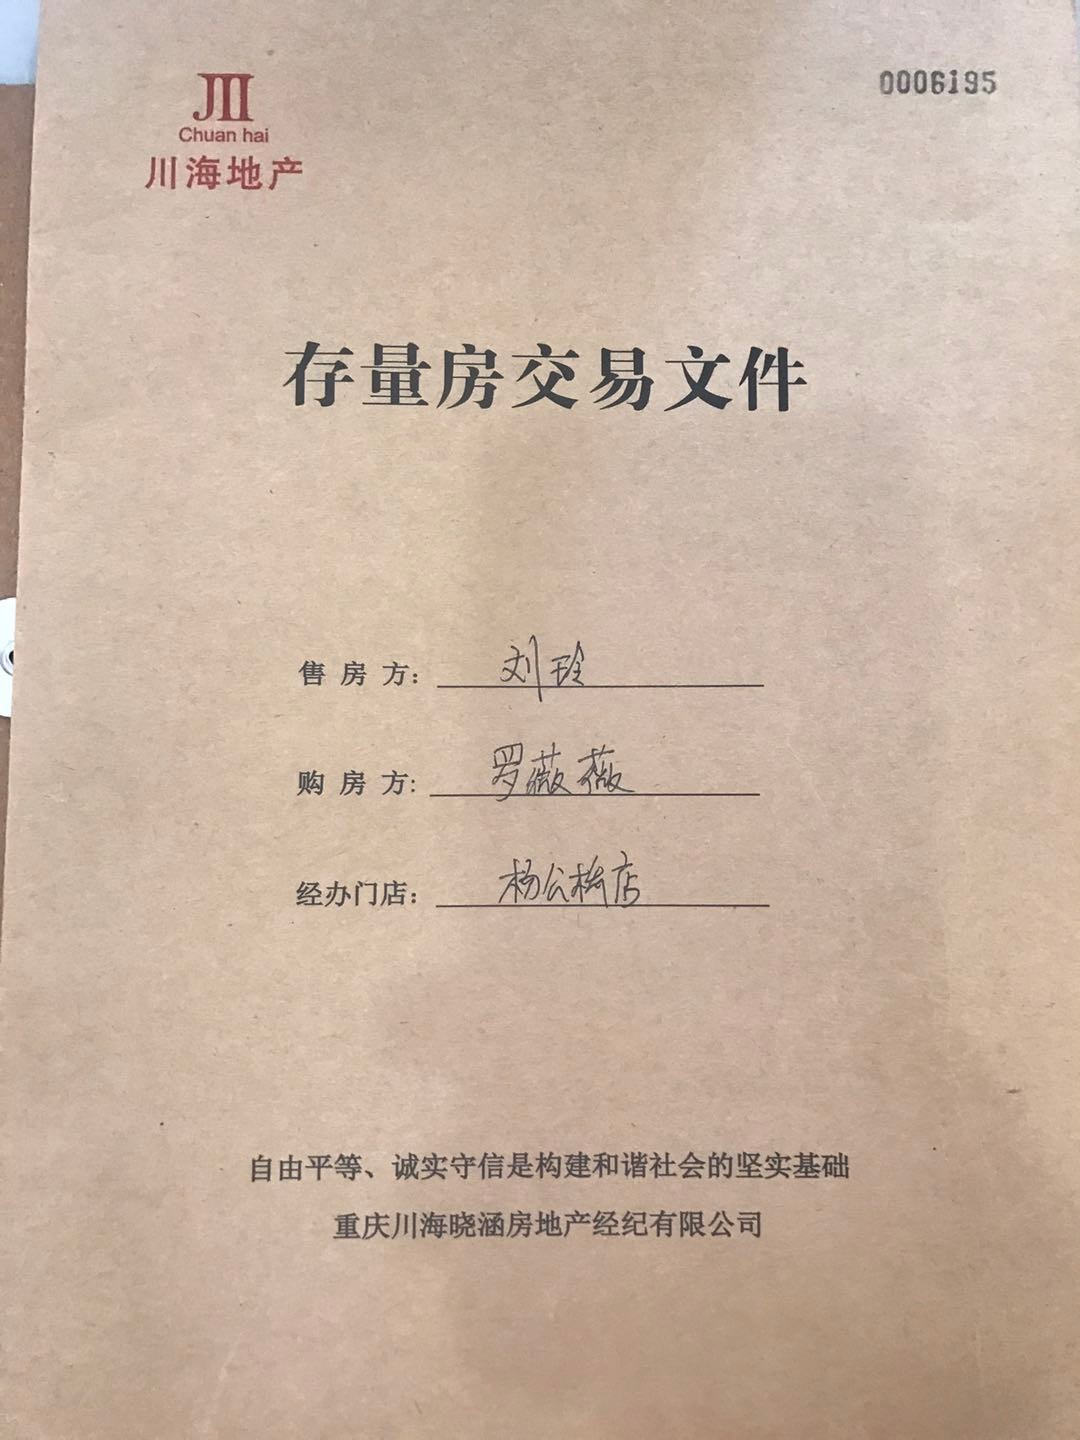 0006195
Chuan hai
川海地产
存量房交易文件
售房方： 刘玲
购房方： 罗薇薇
经办门店： 杨公桥店
自由平等、诚实守信是构建和谐社会的坚实基础
重庆川海晓涵房地产经纪有限公司